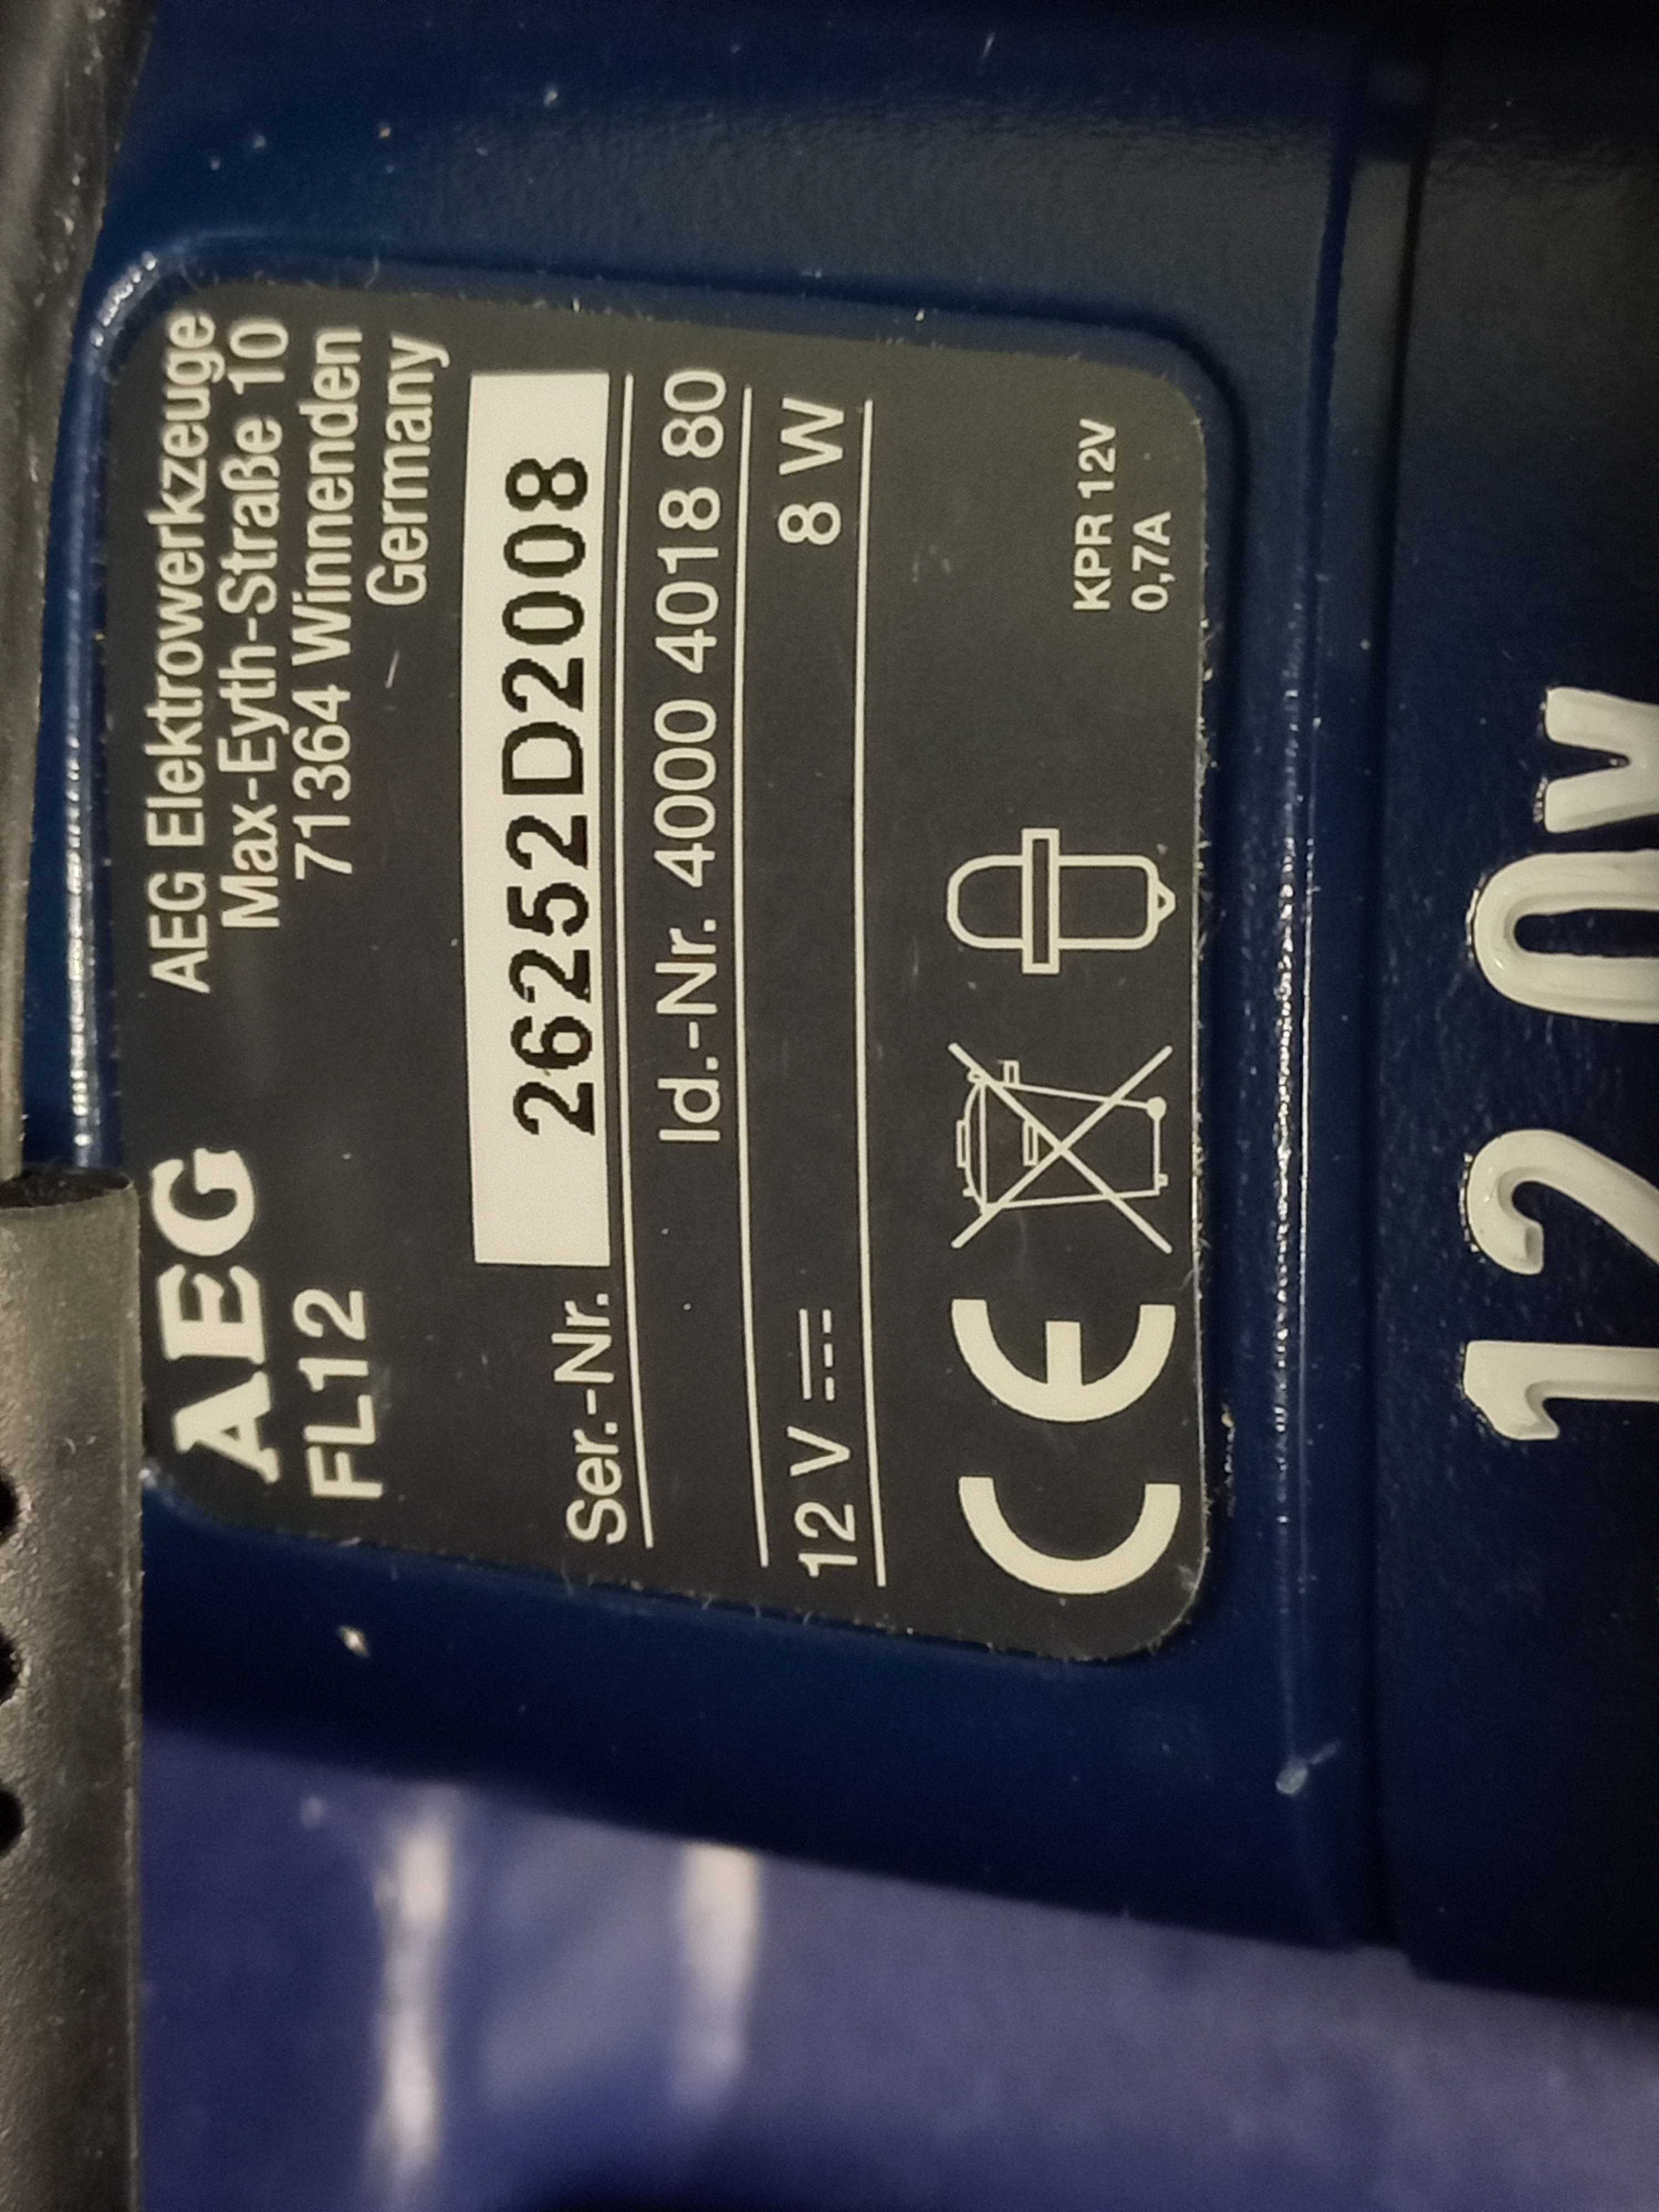 AEG
FL12
AEG Elektrowerkzeuge
Max-Eyth-Straße 10
71364 Winnenden
Germany
Ser.-Nr. 26252D2008
Id.-Nr. 4000 4018 80
12 V ⎓ 8 W
CE
KPR 12V
0,7A
12 0V